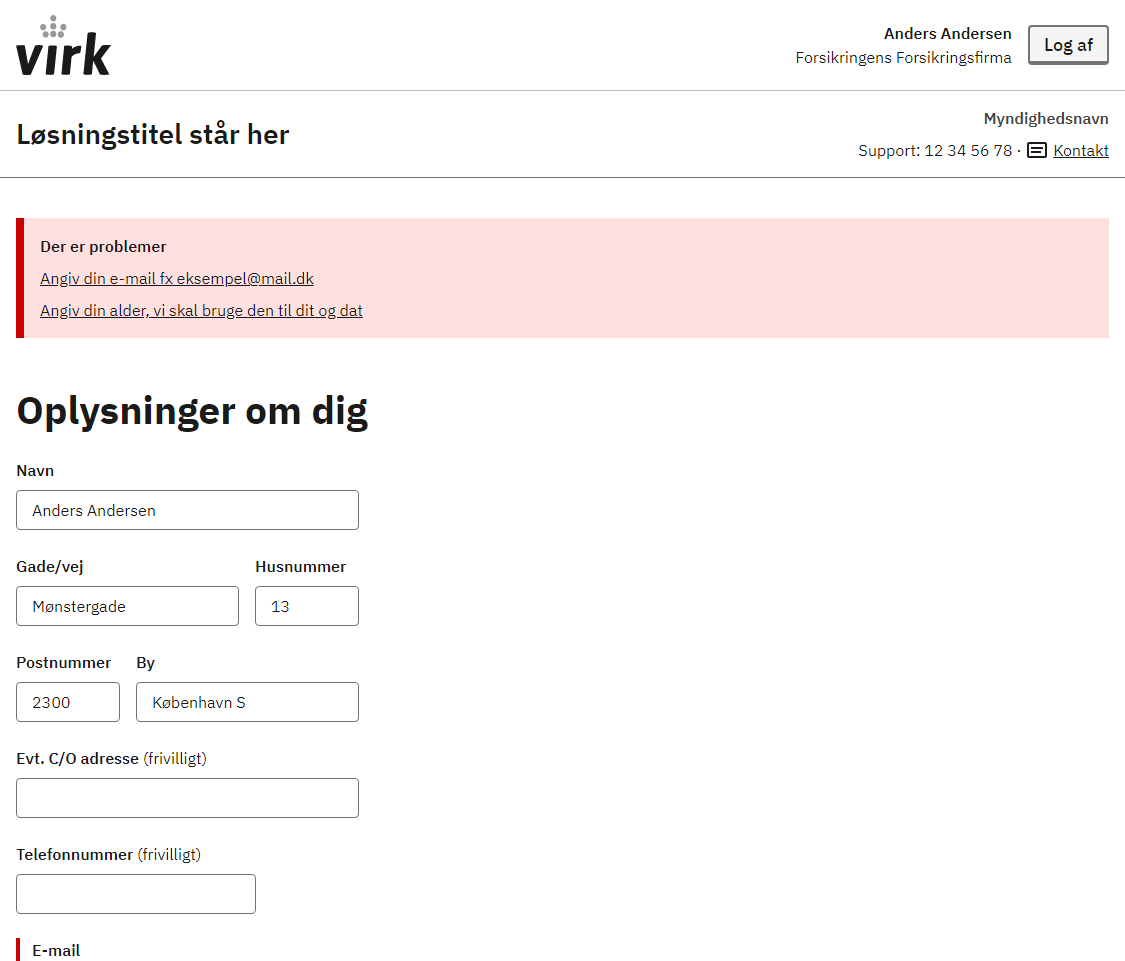 virk
Anders Andersen
Forsikringens Forsikringsfirma
Log af
Løsningstitel står her
Myndighedsnavn
Support: 12 34 56 78 · Kontakt
Der er problemer
Angiv din e-mail fx eksempel@mail.dk
Angiv din alder, vi skal bruge den til dit og dat
Oplysninger om dig
Navn
Anders Andersen
Gade/vej Husnummer
Mønstergade 13
Postnummer By
2300 København S
Evt. C/O adresse (frivilligt)
Telefonnummer (frivilligt)
E-mail